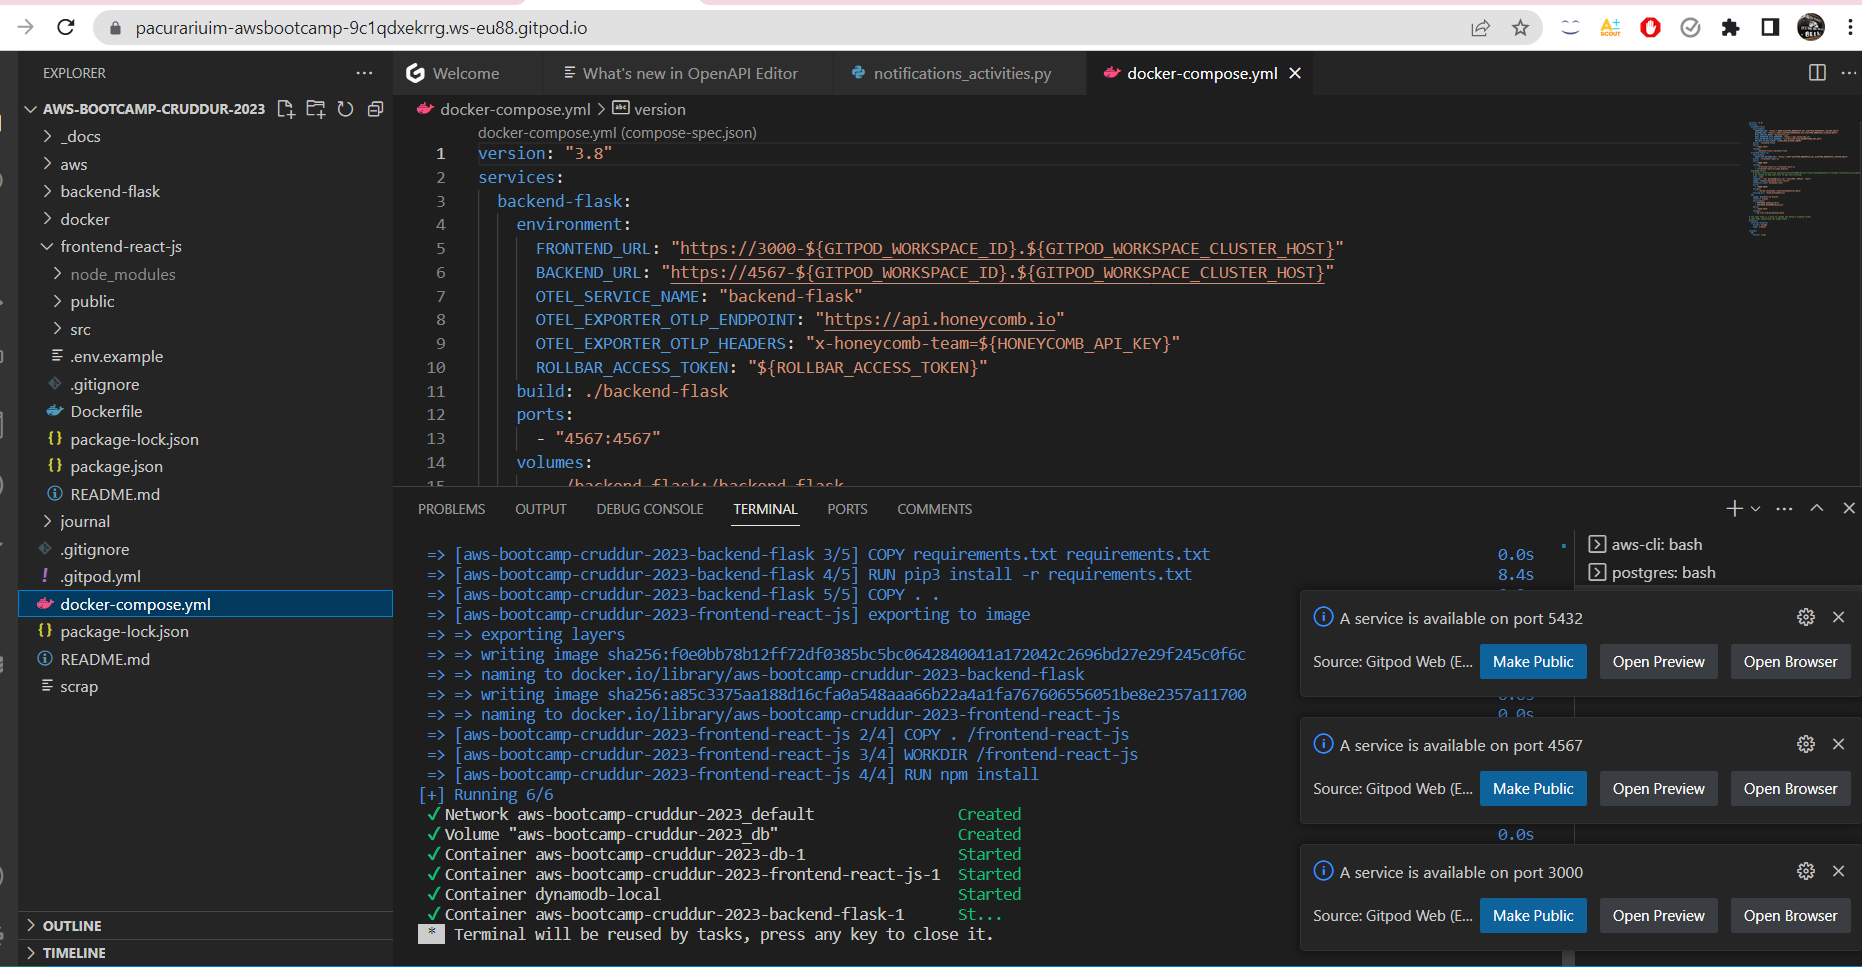 pacurariuim-awsbootcamp-9c1qdxekrrg.ws-eu88.gitpod.io
EXPLORER
Welcome
What's new in OpenAPI Editor
notifications_activities.py
docker-compose.yml
AWS-BOOTCAMP-CRUDDUR-2023
_docs
aws
backend-flask
docker
frontend-react-js
node_modules
public
src
.env.example
.gitignore
Dockerfile
package-lock.json
package.json
README.md
journal
.gitignore
.gitpod.yml
docker-compose.yml
package-lock.json
README.md
scrap
OUTLINE
TIMELINE
docker-compose.yml > version
docker-compose.yml (compose-spec.json)
1 version: "3.8"
2 services:
3 backend-flask:
4 environment:
5 FRONTEND_URL: "https://3000-${GITPOD_WORKSPACE_ID}.${GITPOD_WORKSPACE_CLUSTER_HOST}"
6 BACKEND_URL: "https://4567-${GITPOD_WORKSPACE_ID}.${GITPOD_WORKSPACE_CLUSTER_HOST}"
7 OTEL_SERVICE_NAME: "backend-flask"
8 OTEL_EXPORTER_OTLP_ENDPOINT: "https://api.honeycomb.io"
9 OTEL_EXPORTER_OTLP_HEADERS: "x-honeycomb-team=${HONEYCOMB_API_KEY}"
10 ROLLBAR_ACCESS_TOKEN: "${ROLLBAR_ACCESS_TOKEN}"
11 build: ./backend-flask
12 ports:
13 - "4567:4567"
14 volumes:
15 - ./backend-flask:/backend-flask
PROBLEMS OUTPUT DEBUG CONSOLE TERMINAL PORTS COMMENTS
=> [aws-bootcamp-cruddur-2023-backend-flask 3/5] COPY requirements.txt requirements.txt 0.0s
=> [aws-bootcamp-cruddur-2023-backend-flask 4/5] RUN pip3 install -r requirements.txt 8.4s
=> [aws-bootcamp-cruddur-2023-backend-flask 5/5] COPY . .
=> [aws-bootcamp-cruddur-2023-frontend-react-js] exporting to image
=> => exporting layers
=> => writing image sha256:f0e0bb78b12ff72df0385bc5bc0642840041a172042c2696bd27e29f245c0f6c
=> => naming to docker.io/library/aws-bootcamp-cruddur-2023-backend-flask
=> => writing image sha256:a85c3375aa188d16cfa0a548aaa66b22a4a1fa767606556051be8e2357a11700
=> => naming to docker.io/library/aws-bootcamp-cruddur-2023-frontend-react-js 0.0s
=> [aws-bootcamp-cruddur-2023-frontend-react-js 2/4] COPY . /frontend-react-js
=> [aws-bootcamp-cruddur-2023-frontend-react-js 3/4] WORKDIR /frontend-react-js
=> [aws-bootcamp-cruddur-2023-frontend-react-js 4/4] RUN npm install
[+] Running 6/6
✓Network aws-bootcamp-cruddur-2023_default Created
✓Volume "aws-bootcamp-cruddur-2023_db" Created 0.0s
✓Container aws-bootcamp-cruddur-2023-db-1 Started
✓Container aws-bootcamp-cruddur-2023-frontend-react-js-1 Started
✓Container dynamodb-local Started
✓Container aws-bootcamp-cruddur-2023-backend-flask-1 St...
* Terminal will be reused by tasks, press any key to close it.
aws-cli: bash
postgres: bash
A service is available on port 5432
Source: Gitpod Web (E... Make Public Open Preview Open Browser
A service is available on port 4567
Source: Gitpod Web (E... Make Public Open Preview Open Browser
A service is available on port 3000
Source: Gitpod Web (E... Make Public Open Preview Open Browser